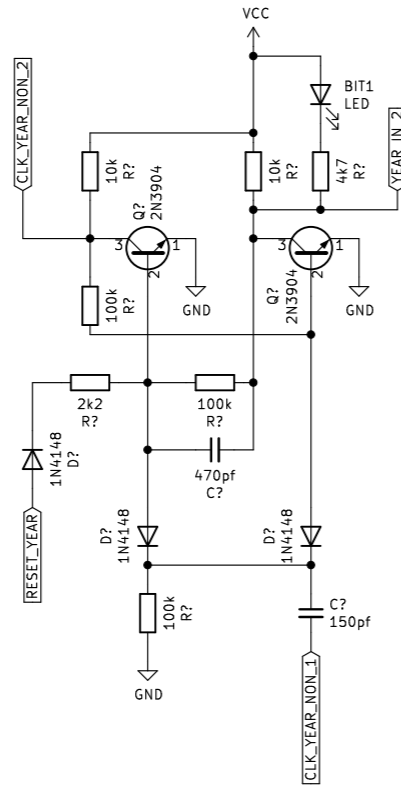 VCC
CLK_YEAR_NON_2
BIT1
LED
YEAR_IN_2
10k
R?
Q?
2N3904
10k
R?
4k7
R?
3
1
2
3
1
2
GND
GND
Q?
2N3904
100k
R?
2k2
R?
100k
R?
470pf
C?
1N4148
D?
RESET_YEAR
D?
1N4148
D?
1N4148
100k
R?
GND
C?
150pf
CLK_YEAR_NON_1